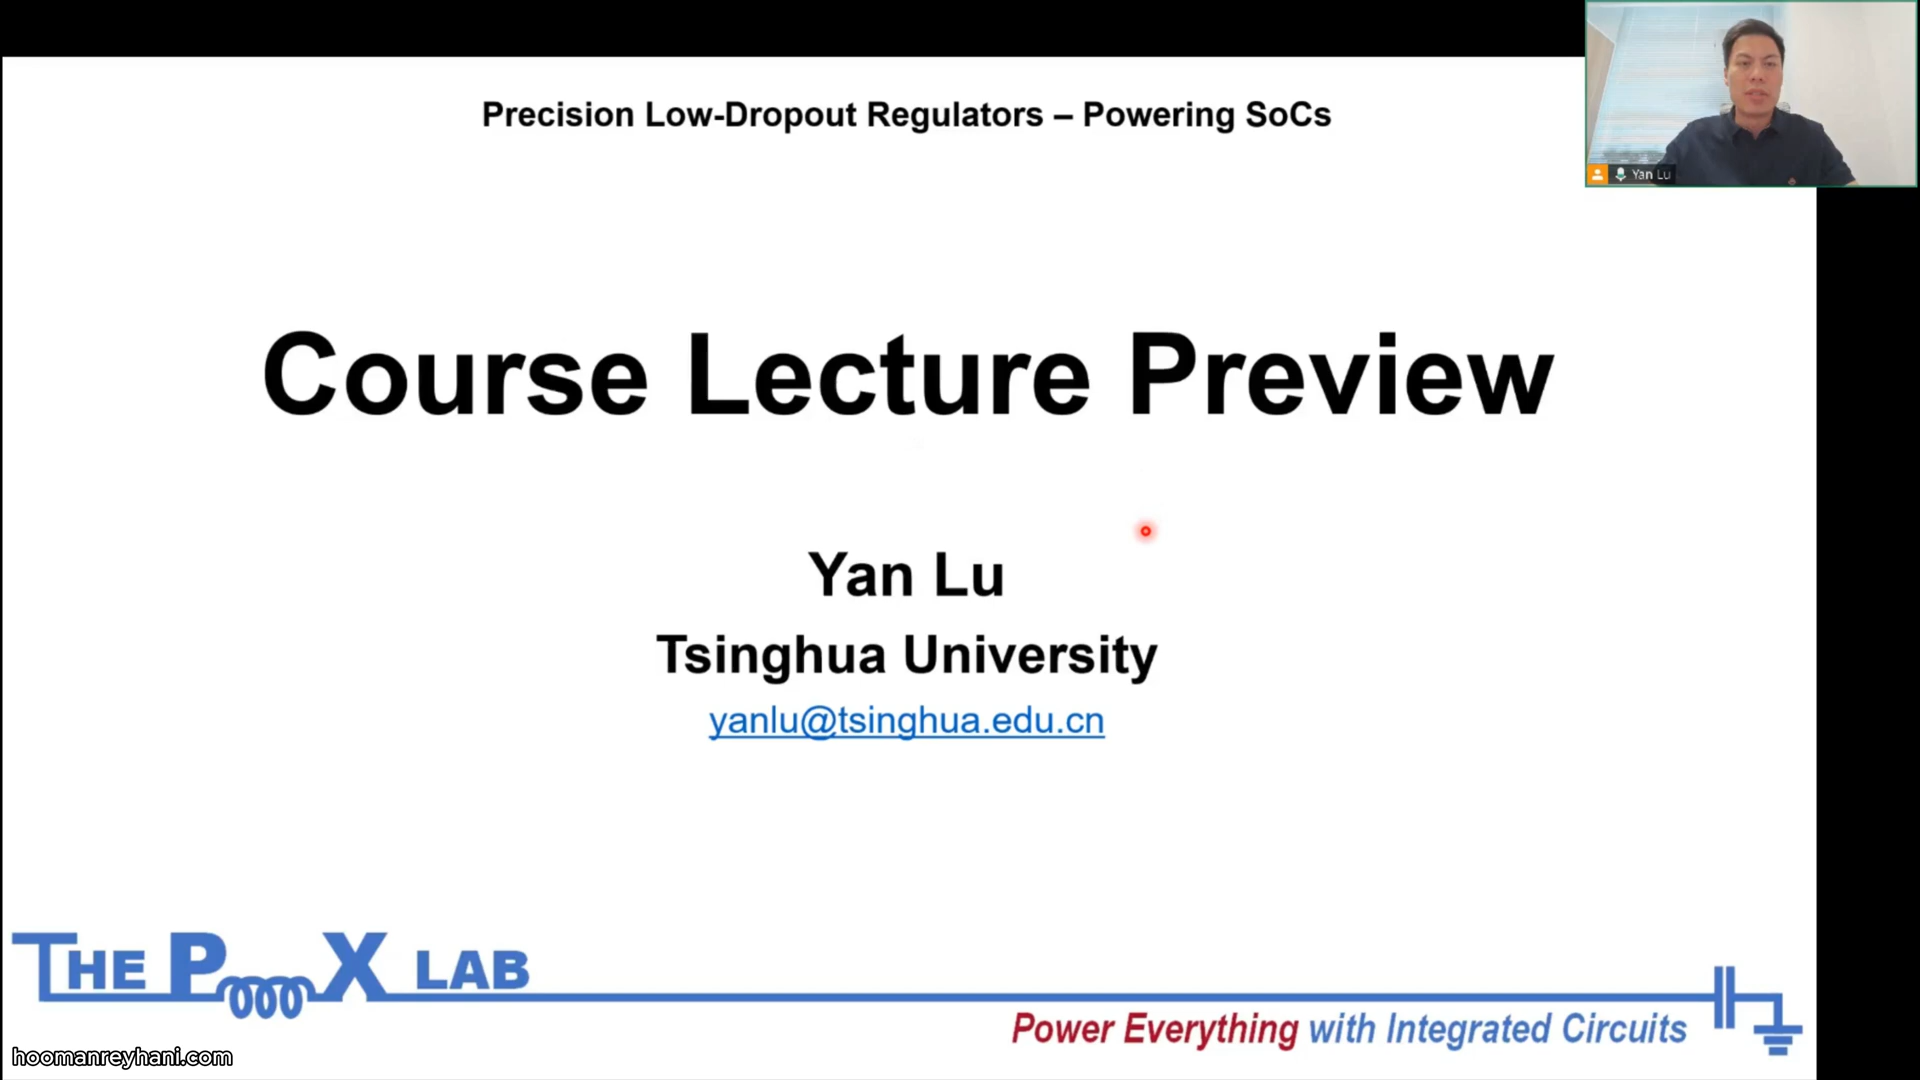 Precision Low-Dropout Regulators – Powering SoCs
Yan Lu
Course Lecture Preview
Yan Lu
Tsinghua University
yanlu@tsinghua.edu.cn
THE P X LAB
Power Everything with Integrated Circuits
hoomanreyhani.com